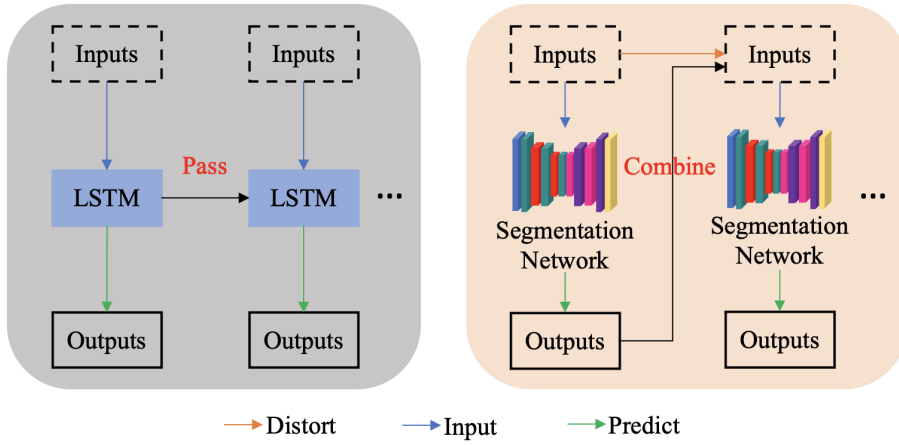 Inputs
Inputs
Pass
LSTM
LSTM
...
Outputs
Outputs
Inputs
Inputs
Combine
Segmentation
Network
Segmentation
Network
...
Outputs
Outputs
Distort
Input
Predict